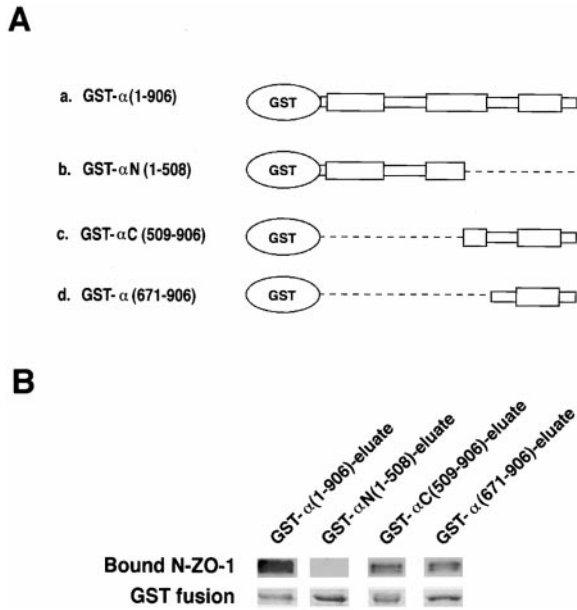 A
a. GST-α(1-906)
GST
b. GST-αN (1-508)
GST
c. GST-αC (509-906)
GST
d. GST-α (671-906)
GST
B
GST-α(1-906)-eluate
GST-αN(1-508)-eluate
GST-αC(509-906)-eluate
GST-α(671-906)-eluate
Bound N-ZO-1
GST fusion